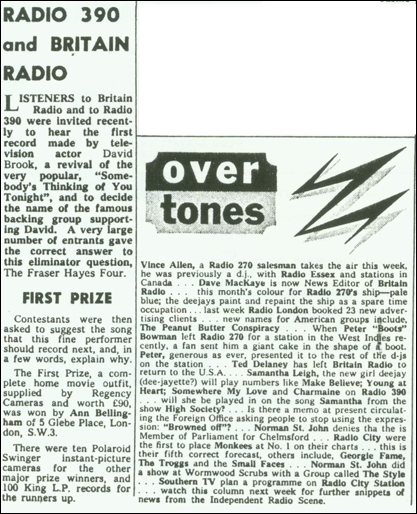 RADIO 390
and BRITAIN
RADIO
LISTENERS to Britain
Radio and to Radio
390 were invited recent-
ly to hear the first
record made by tele-
vision actor David
Brook, a revival of the
very popular, "Some-
body's Thinking of You
Tonight", and to decide
the name of the famous
backing group support-
ing David. A very large
number of entrants gave
the correct answer to
this eliminator question,
The Fraser Hayes Four.
FIRST PRIZE
Contestants were then
asked to suggest the song
that this fine performer
should record next, and, in
a few words, explain why.
The First Prize, a com-
plete home movie outfit,
supplied by Regency
Cameras and worth £90,
was won by Ann Belling-
ham of 5 Glebe Place, Lon-
don, S.W.3.
There were ten Polaroid
Swinger instant-picture
cameras for the other
major prize winners, and
100 King L.P. records for
the runners up.
over
tones
Vince Allen, a Radio 270 salesman takes the air this week,
he was previously a d.j., with Radio Essex and stations in
Canada . . . Dave MacKaye is now News Editor of Britain
Radio . . . this month's colour for Radio 270's ship—pale
blue; the deejays paint and repaint the ship as a spare time
occupation . . . last week Radio London booked 23 new adver-
tising clients . . . new names for American groups include,
The Peanut Butter Conspiracy . . . When Peter "Boots"
Bowman left Radio 270 for a station in the West Indies re-
cently, a fan sent him a giant cake in the shape of a boot.
Peter, generous as ever, presented it to the rest of the d-js
on the station . . . Ted Delaney has left Britain Radio to
return to the U.S.A. . . . Samantha Leigh, the new girl deejay
(dee-jayette?) will play numbers like Make Believe; Young at
Heart; Somewhere My Love and Charmaine on Radio 390
. . . will she be played in on the song Samantha from the
show High Society? . . . Is there a memo at present circulat-
ing the Foreign Office asking people to stop using the expres-
sion: "Browned off"? . . . Norman St. John denies tha the is
Member of Parliament for Chelmsford . . . Radio City were
the first to place Monkees at No. 1 on their charts . . . this is
their fifth correct forecast, others include, Georgie Fame,
The Troggs and the Small Faces . . . Norman St. John did
a show at Wormwood Scrubs with a Group called The Style
. . . Southern TV plan a programme on Radio City Station
. . . watch this column next week for further snippets of
news from the Independent Radio Scene.